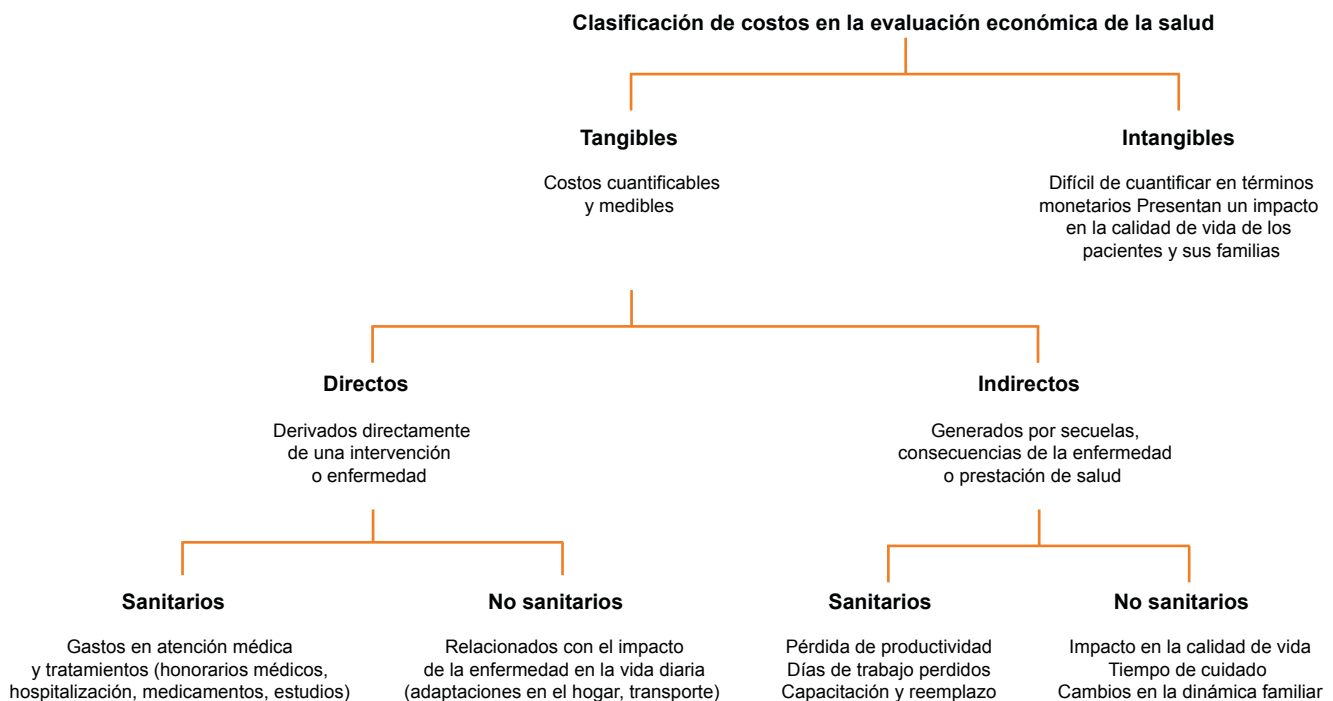 Clasificación de costos en la evaluación económica de la salud
Tangibles
Costos cuantificables
y medibles
Intangibles
Difícil de cuantificar en términos
monetarios Presentan un impacto
en la calidad de vida de los
pacientes y sus familias
Directos
Derivados directamente
de una intervención
o enfermedad
Indirectos
Generados por secuelas,
consecuencias de la enfermedad
o prestación de salud
Sanitarios
Gastos en atención médica
y tratamientos (honorarios médicos,
hospitalización, medicamentos, estudios)
No sanitarios
Relacionados con el impacto
de la enfermedad en la vida diaria
(adaptaciones en el hogar, transporte)
Sanitarios
Pérdida de productividad
Días de trabajo perdidos
Capacitación y reemplazo
No sanitarios
Impacto en la calidad de vida
Tiempo de cuidado
Cambios en la dinámica familiar